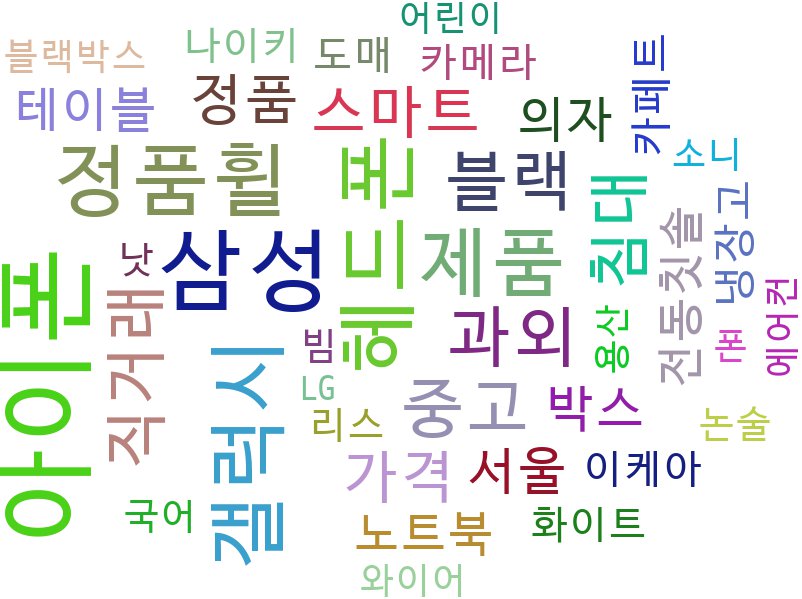 어린이
나이키
도매
블랙박스
카메라
카페트
정품
테이블
스마트
의자
소니
정품휠
폰
블랙
침대
냉장고
전동칫솔
낫
삼성
헤드폰
제품
아이폰
직거래
과외
용산
폰
에어컨
빔
갤럭시
LG
중고
박스
리스
논술
가격
서울
이케아
국어
노트북
화이트
와이어